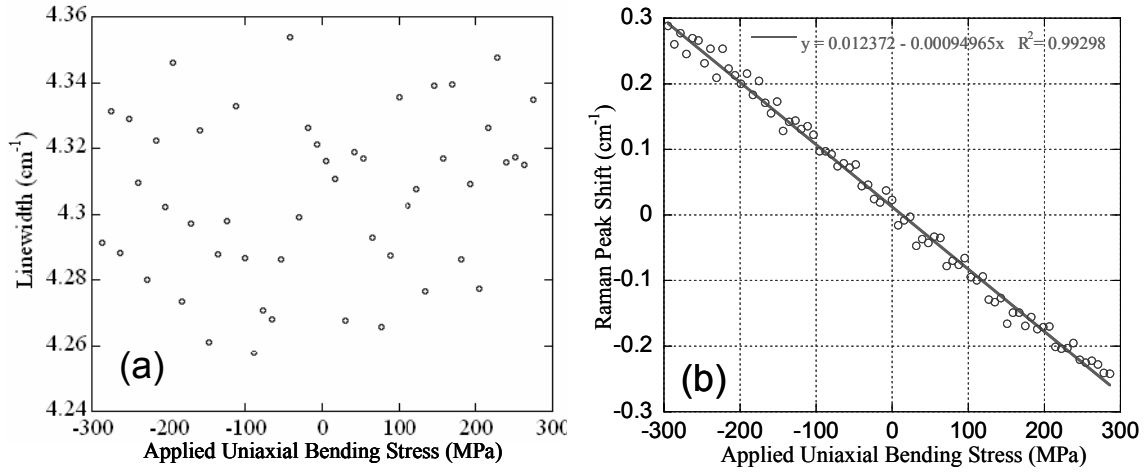 4.36
4.34
4.32
4.3
4.28
4.26
4.24
Linewidth (cm-1)
(a)
-300 -200 -100 0 100 200 300
Applied Uniaxial Bending Stress (MPa)
0.3
0.2
0.1
0
-0.1
-0.2
-0.3
Raman Peak Shift (cm-1)
y = 0.012372 - 0.00094965x R2= 0.99298
(b)
-300 -200 -100 0 100 200 300
Applied Uniaxial Bending Stress (MPa)